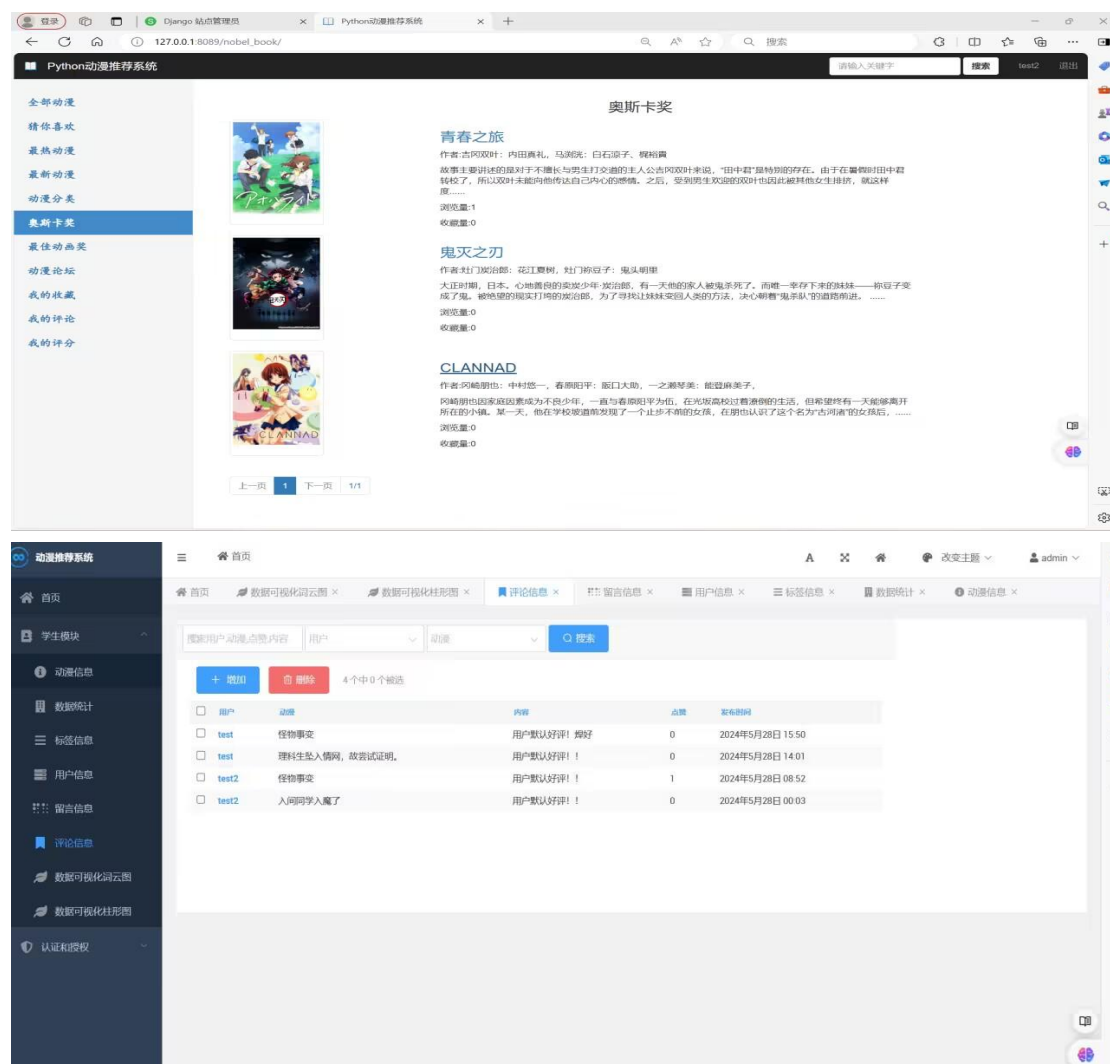 登录
Django 站点管理员
Python动漫推荐系统
127.0.0.1:8089/nobel_book/
搜索
Python动漫推荐系统
请输入关键字
搜索
test2
退出
全部动漫
猜你喜欢
最热动漫
最新动漫
动漫分类
奥斯卡奖
最佳动画奖
动漫论坛
我的收藏
我的评论
我的评分
奥斯卡奖
青春之旅
作者:吉冈双叶：内田真礼，马渕洸：白石凉子、梶裕貴
故事主要讲述的是对于不擅长与男生打交道的主人公吉冈双叶来说，“田中君”是特别的存在。由于在暑假时田中君
转校了，所以双叶未能向他传达自己内心的感情。之后，受到男生欢迎的双叶也因此被其他女生排挤，就这样
度......
浏览量:1
收藏量:0
鬼灭之刃
作者:灶门炭治郎：花江夏树，灶门祢豆子：鬼头明里
大正时期，日本。心地善良的卖炭少年·炭治郎，有一天他的家人被鬼杀死了。而唯一幸存下来的妹妹——祢豆子变
成了鬼。被绝望的现实打垮的炭治郎，为了寻找让妹妹变回人类的方法，决心朝着“鬼杀队”的道路前进。 ......
浏览量:0
收藏量:0
CLANNAD
作者:冈崎朋也：中村悠一，春原阳平：阪口大助，一之濑琴美：能登麻美子，
冈崎朋也因家庭因素成为不良少年，一直与春原阳平为伍，在光坂高校过着潦倒的生活，但希望终有一天能够离开
所在的小镇。某一天，他在学校坡道前发现了一个止步不前的女孩，在朋也认识了这个名为“古河渚”的女孩后，......
浏览量:0
收藏量:0
アオハライド
CLANNAD
上一页 1 下一页 1/1
动漫推荐系统
首页
改变主题
admin
首页
数据可视化词云图
数据可视化柱形图
评论信息
留言信息
用户信息
标签信息
数据统计
动漫信息
首页
学生模块
动漫信息
数据统计
标签信息
用户信息
留言信息
评论信息
数据可视化词云图
数据可视化柱形图
认证和授权
搜索用户,动漫,点赞,内容
用户
动漫
搜索
增加
删除
4 个中 0 个被选
用户 动漫 内容 点赞 发布时间
test 怪物事变 用户默认好评！ 焊好 0 2024年5月28日 15:50
test 理科生坠入情网，故尝试证明。 用户默认好评！！ 0 2024年5月28日 14:01
test2 怪物事变 用户默认好评！！ 1 2024年5月28日 08:52
test2 入间同学入魔了 用户默认好评！！ 0 2024年5月28日 00:03